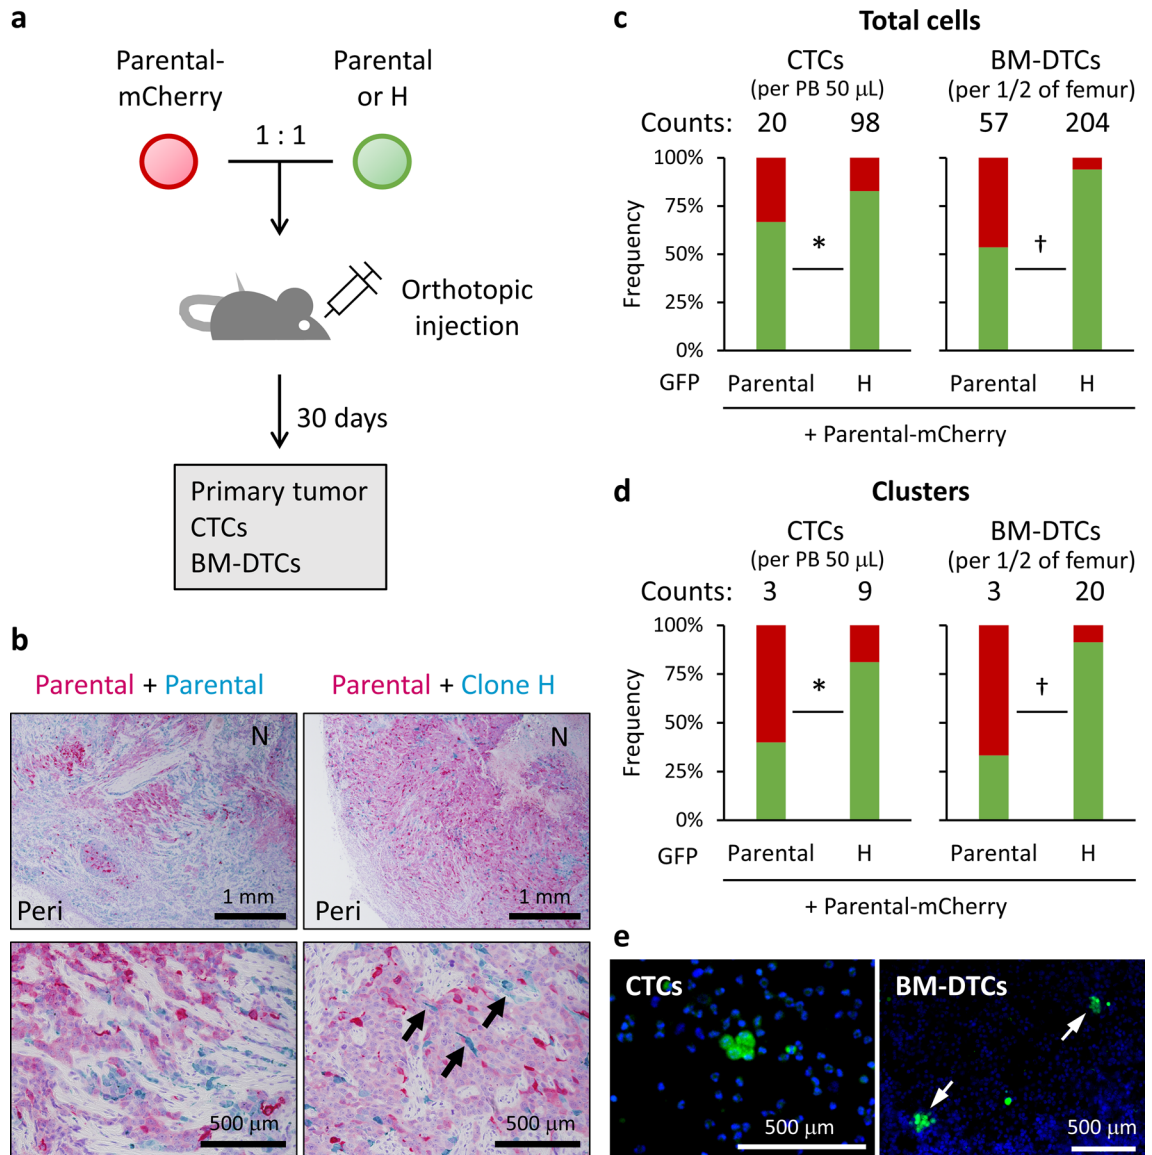 a
Parental-
mCherry
Parental
or H
1 : 1
Orthotopic
injection
30 days
Primary tumor
CTCs
BM-DTCs
b
Parental + Parental
Parental + Clone H
N
Peri
1 mm
N
Peri
1 mm
500 µm
500 µm
c
Total cells
CTCs
(per PB 50 µL)
BM-DTCs
(per 1/2 of femur)
Counts: 20 98 57 204
100%
75%
50%
25%
0%
Frequency
*
†
GFP Parental H Parental H
+ Parental-mCherry
d
Clusters
CTCs
(per PB 50 µL)
BM-DTCs
(per 1/2 of femur)
Counts: 3 9 3 20
100%
75%
50%
25%
0%
Frequency
*
†
GFP Parental H Parental H
+ Parental-mCherry
e
CTCs
500 µm
BM-DTCs
500 µm